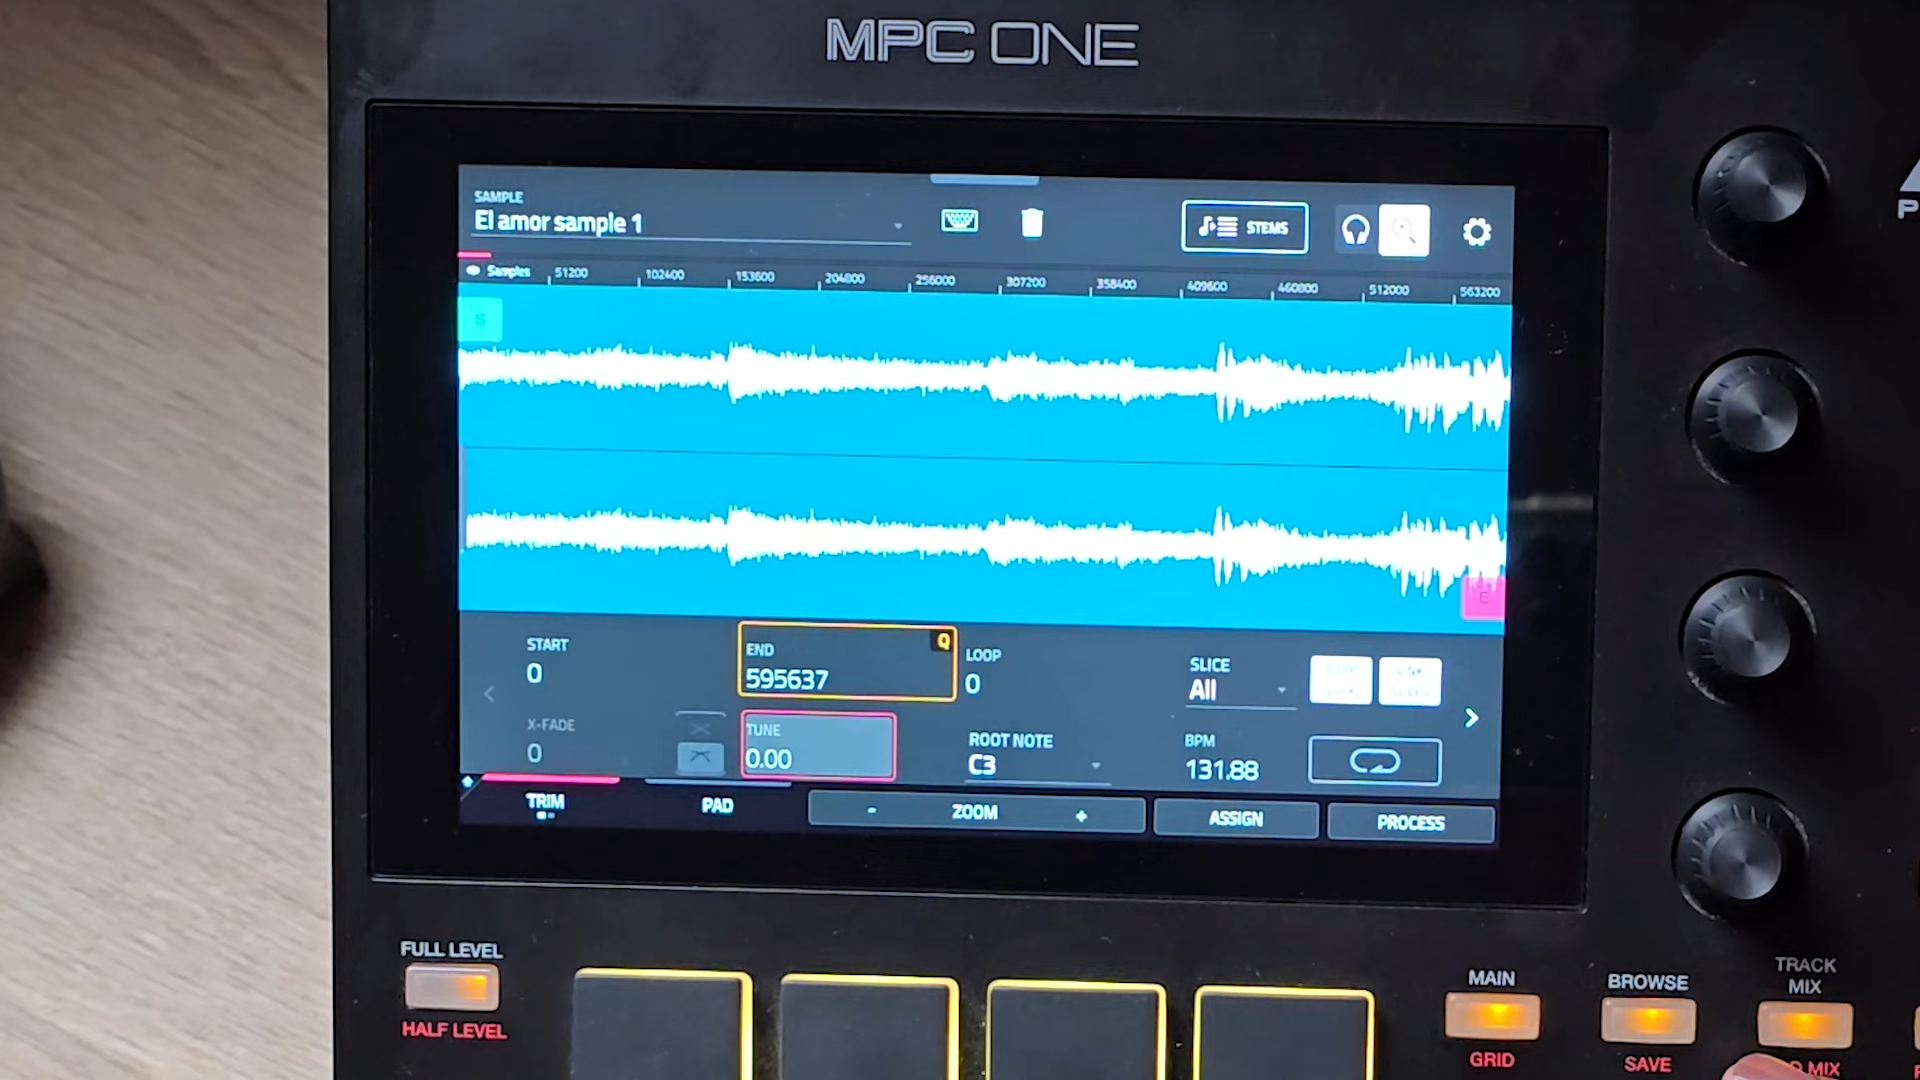 MPC ONE
SAMPLE
El amor sample 1
STEMS
Samples 51200 102400 153600 204800 256000 307200 358400 409600 460800 512000 563200
S
E
START
0
END
595637
Q
LOOP
0
SLICE
All
X-FADE
0
TUNE
0.00
ROOT NOTE
C3
BPM
131.88
TRIM
PAD
- ZOOM +
ASSIGN
PROCESS
FULL LEVEL
HALF LEVEL
MAIN
GRID
BROWSE
SAVE
TRACK
MIX
MIX
P